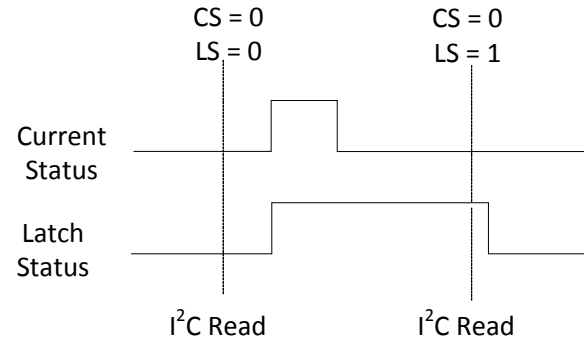 CS = 0
LS = 0
CS = 0
LS = 1
Current
Status
Latch
Status
I²C Read
I²C Read